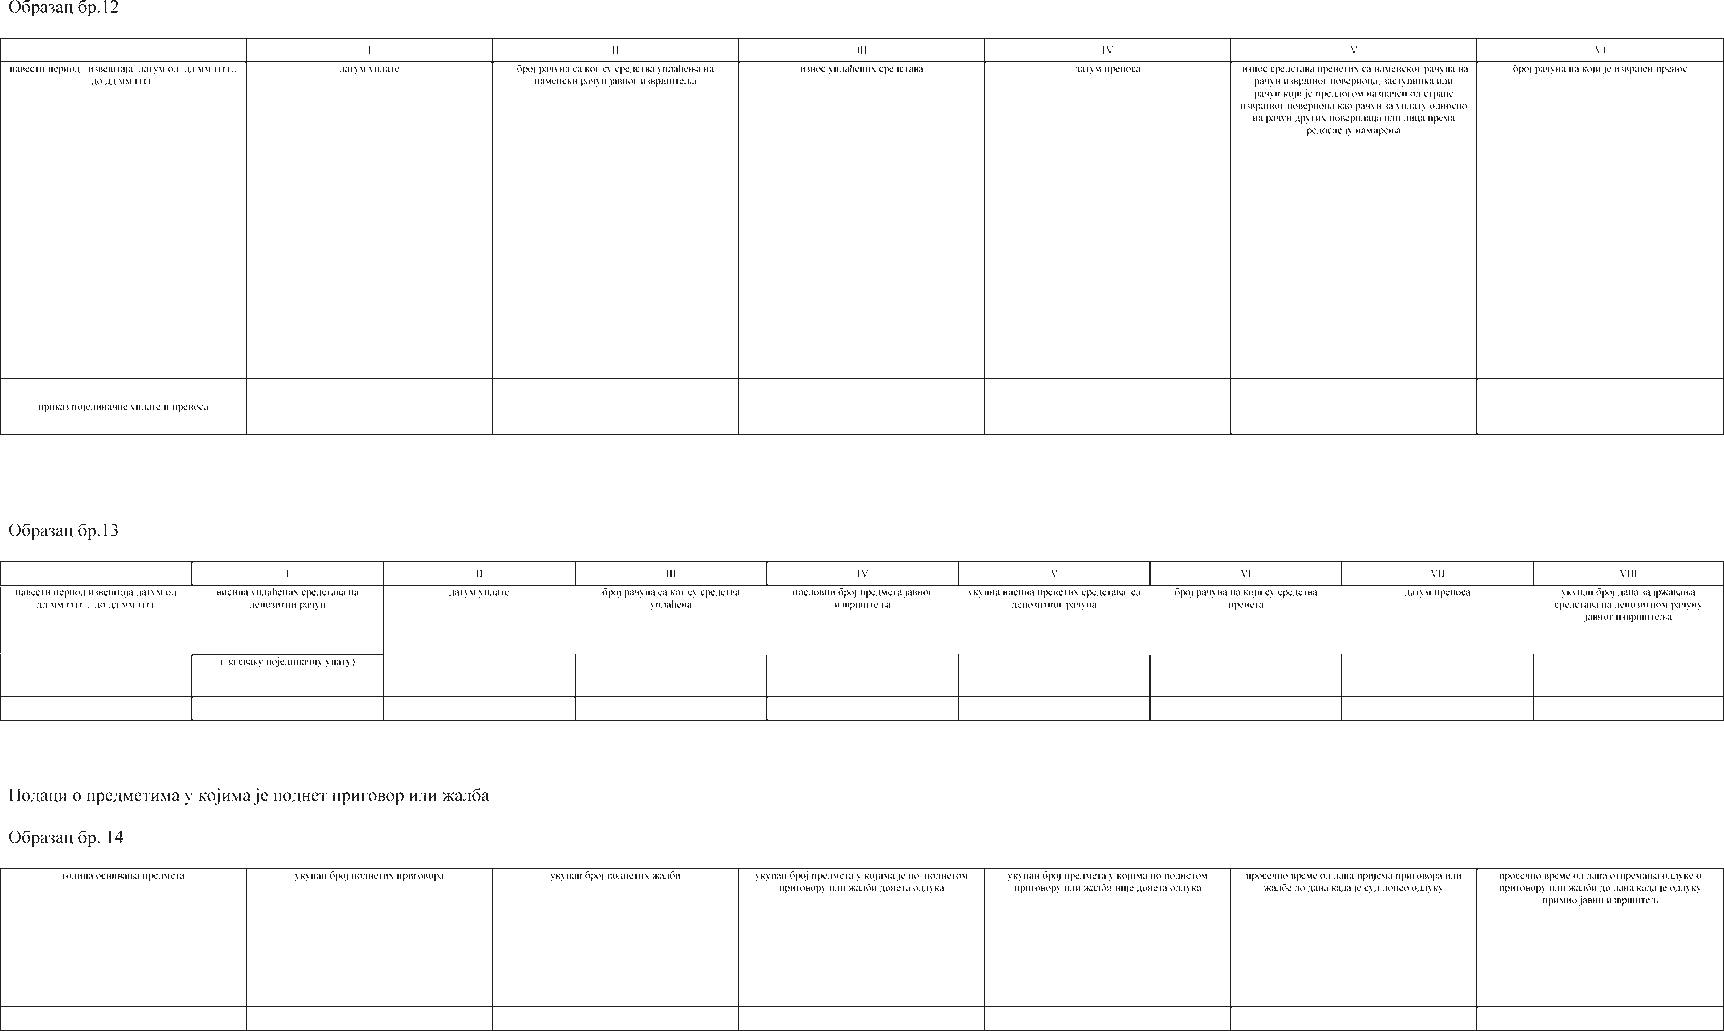 Образац бр.12
I II III IV V VI
навести период извештаја датум од дд мм гггг..
до дд мм гггг
датум уплате
број рачуна са ког су средства уплаћена на
наменски рачун јавног извршитеља
износ уплаћених средстава
датум преноса
износ средстава пренетих са наменског рачуна на
рачун извршног повериоца, заступника или
рачун који је предлогом назначен од стране
извршног повериоца као рачун за уплату односно
на рачун других поверилаца или лица према
редоследу намирења
број рачуна на који је извршен пренос
приказ појединачне уплате и преноса
Образац бр.13
I II III IV V VI VII VIII
навести период извештаја датум од
дд мм гггг .. до дд мм гггг
висина уплаћених средстава на
депозитни рачун
датум уплате
број рачуна са ког су средства
уплаћена
пословни број предмета јавног
извршитеља
укупна висина пренетих средстава са
депозитног рачуна
број рачуна на који су средства
пренета
датум преноса
укупан број дана задржавања
средстава на депозитном рачуну
јавног извршитеља
( за сваку појединачну упату)
Подаци о предметима у којима је поднет приговор или жалба
Образац бр. 14
година оснивања предмета
укупан број поднетих приговора
укупан број поднетих жалби
укупан број предмета у којима је по поднетом
приговору или жалби донета одлука
укупан број предмета у којима по поднетом
приговору или жалби није донета одлука
просечно време од дана пријема приговора или
жалбе до дана када је суд донео одлуку
просечно време од дана отпремања одлуке о
приговору или жалби до дана када је одлуку
примио јавни извршитељ